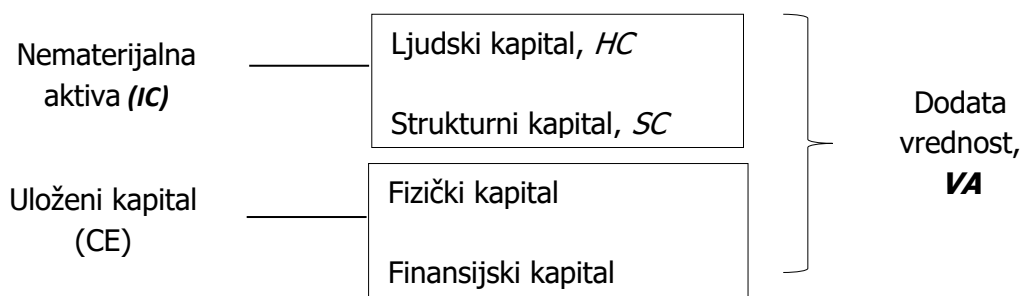 Nematerijalna
aktiva (IC)
Ljudski kapital, HC
Strukturni kapital, SC
Uloženi kapital
(CE)
Fizički kapital
Finansijski kapital
Dodata
vrednost,
VA